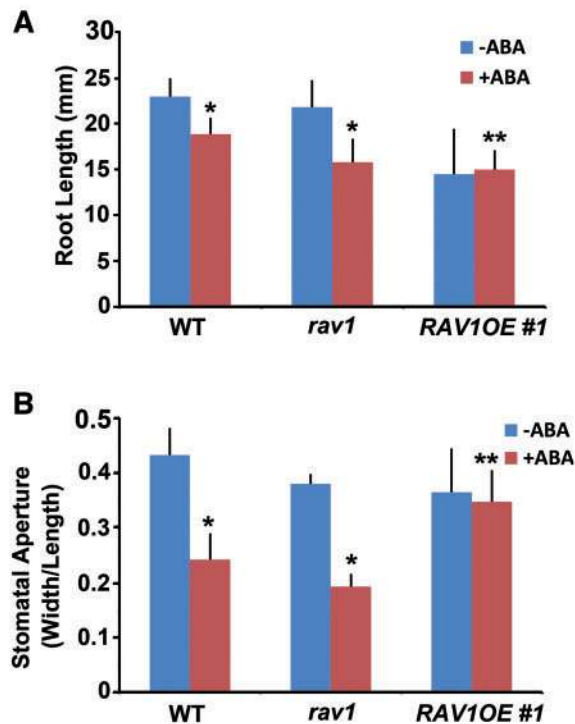 A
Root Length (mm)
30
25
20
15
10
5
0
-ABA
+ABA
*
*
**
WT
rav1
RAV1OE #1
B
Stomatal Aperture
(Width/Length)
0.5
0.4
0.3
0.2
0.1
0
-ABA
+ABA
*
*
**
WT
rav1
RAV1OE #1